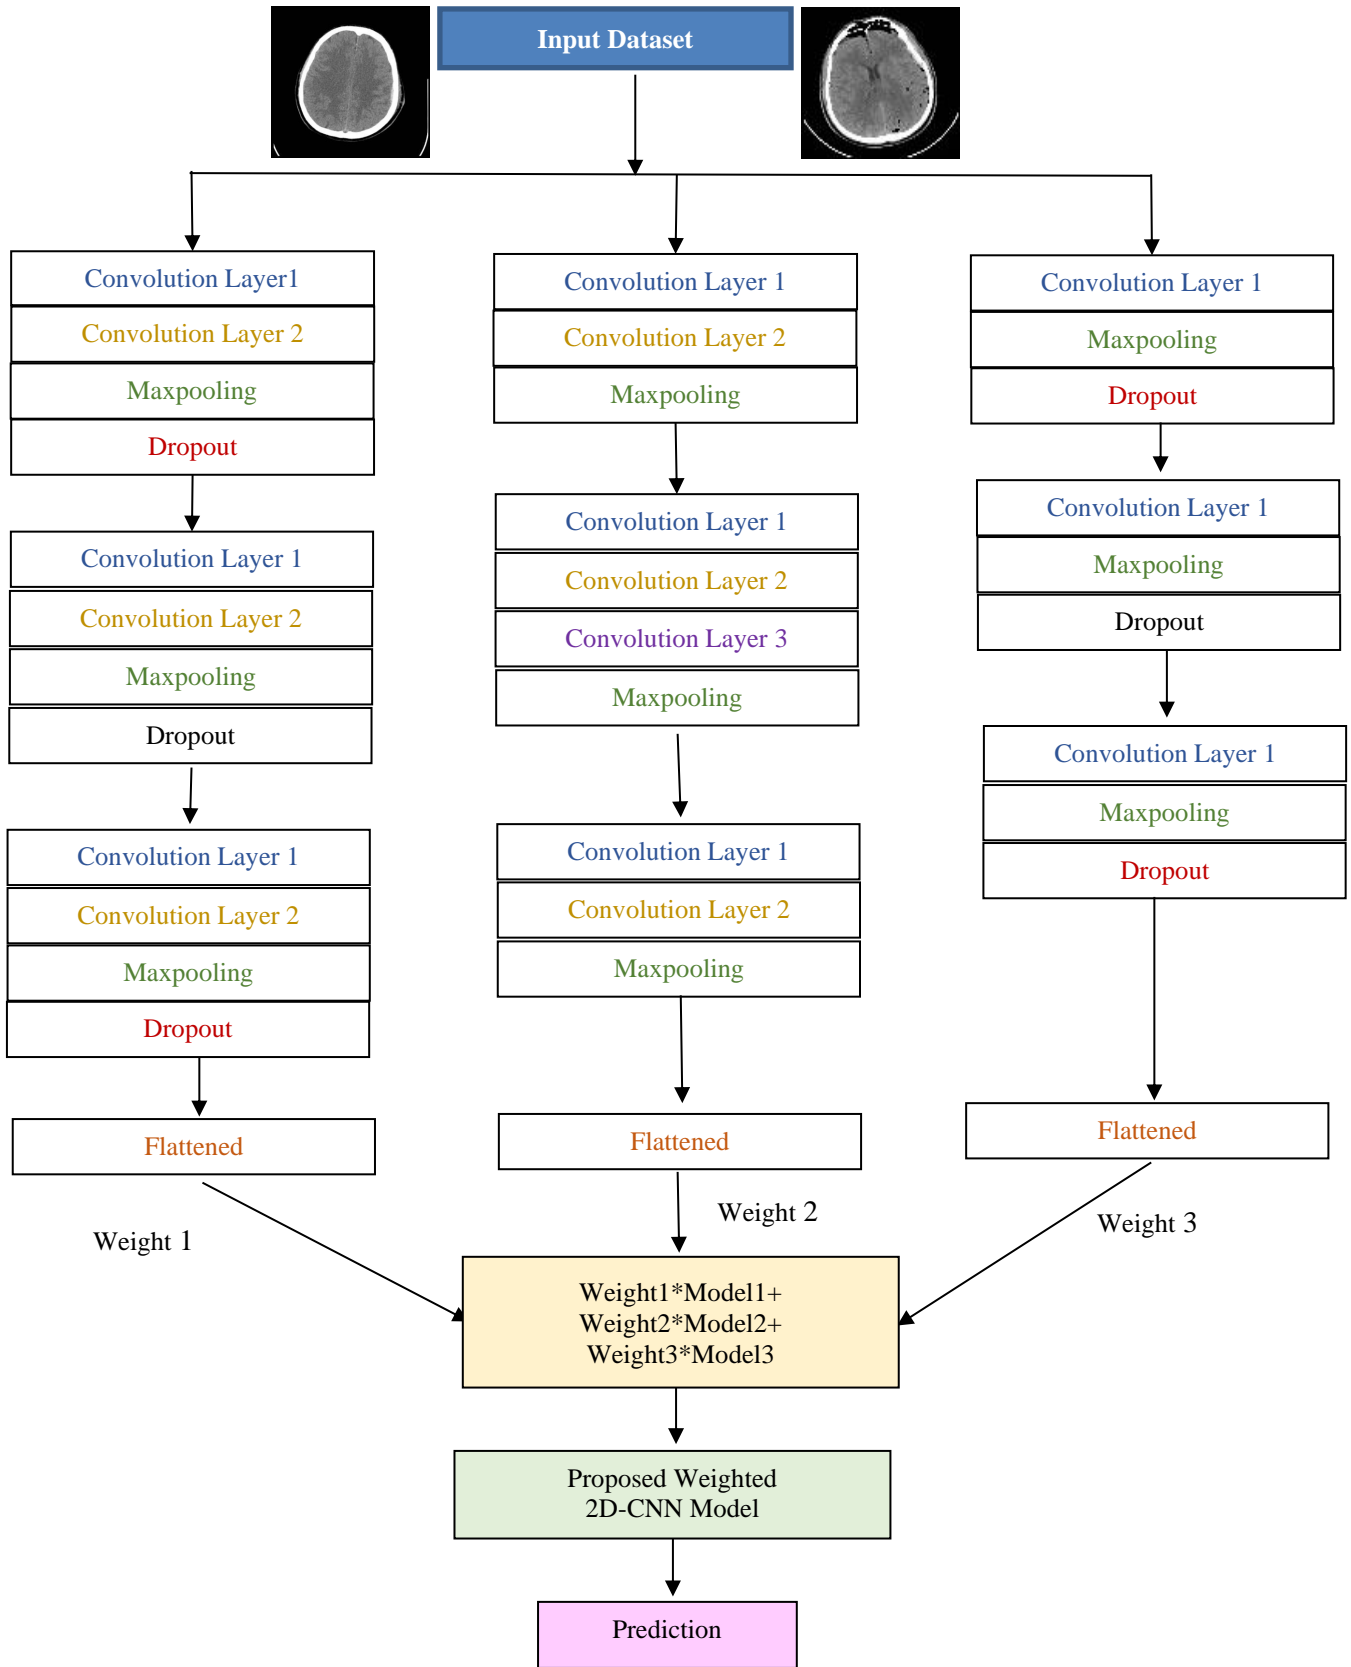 Input Dataset
Convolution Layer1
Convolution Layer 2
Maxpooling
Dropout
Convolution Layer 1
Convolution Layer 2
Maxpooling
Dropout
Convolution Layer 1
Convolution Layer 2
Maxpooling
Dropout
Flattened
Weight 1
Convolution Layer 1
Convolution Layer 2
Maxpooling
Convolution Layer 1
Convolution Layer 2
Convolution Layer 3
Maxpooling
Convolution Layer 1
Convolution Layer 2
Maxpooling
Flattened
Weight 2
Convolution Layer 1
Maxpooling
Dropout
Convolution Layer 1
Maxpooling
Dropout
Convolution Layer 1
Maxpooling
Dropout
Flattened
Weight 3
Weight1*Model1+
Weight2*Model2+
Weight3*Model3
Proposed Weighted
2D-CNN Model
Prediction